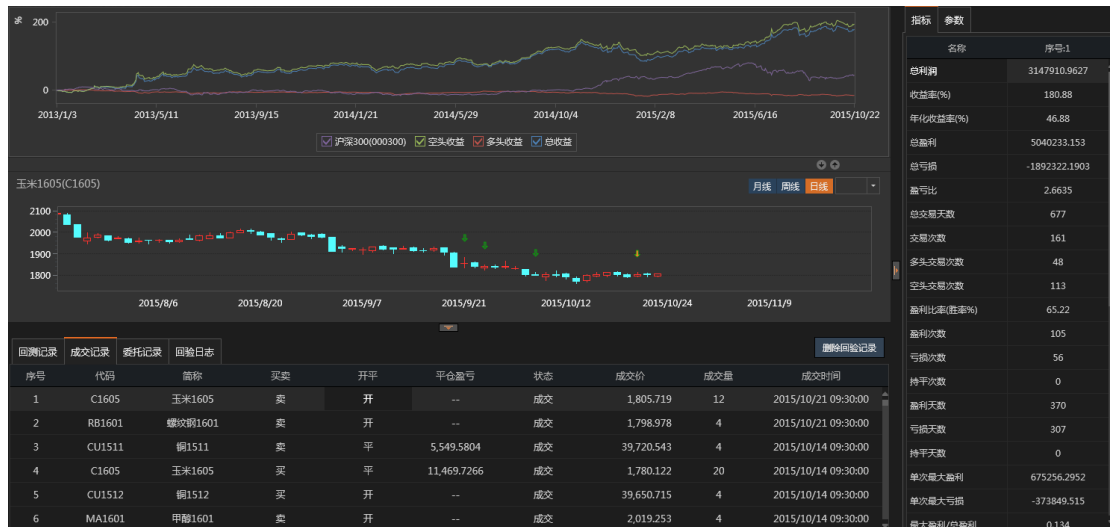 %
200
0
2013/1/3 2013/5/11 2013/9/15 2014/1/21 2014/5/29 2014/10/4 2015/2/8 2015/6/16 2015/10/22
沪深300(000300) 空头收益 多头收益 总收益
玉米1605(C1605)
月线 周线 日线
2100
2000
1900
1800
2015/8/6 2015/8/20 2015/9/7 2015/9/21 2015/10/12 2015/10/24 2015/11/9
回测记录 成交记录 委托记录 回验日志 删除回验记录
序号 代码 简称 买卖 开平 平仓盈亏 状态 成交价 成交量 成交时间
1 C1605 玉米1605 卖 开 -- 成交 1,805.719 12 2015/10/21 09:30:00
2 RB1601 螺纹钢1601 卖 开 -- 成交 1,798.978 4 2015/10/21 09:30:00
3 CU1511 铜1511 卖 平 5,549.5804 成交 39,720.543 4 2015/10/14 09:30:00
4 C1605 玉米1605 买 平 11,469.7266 成交 1,780.122 20 2015/10/14 09:30:00
5 CU1512 铜1512 买 开 -- 成交 39,650.715 4 2015/10/14 09:30:00
6 MA1601 甲醇1601 卖 开 -- 成交 2,019.253 4 2015/10/14 09:30:00
指标 参数
名称 序号:1
总利润 3147910.9627
收益率(%) 180.88
年化收益率(%) 46.88
总盈利 5040233.153
总亏损 -1892322.1903
盈亏比 2.6635
总交易天数 677
交易次数 161
多头交易次数 48
空头交易次数 113
盈利比率(胜率%) 65.22
盈利次数 105
亏损次数 56
持平次数 0
盈利天数 370
亏损天数 307
持平天数 0
单次最大盈利 675256.2952
单次最大亏损 -373849.515
最大盈利/总盈利 0.134